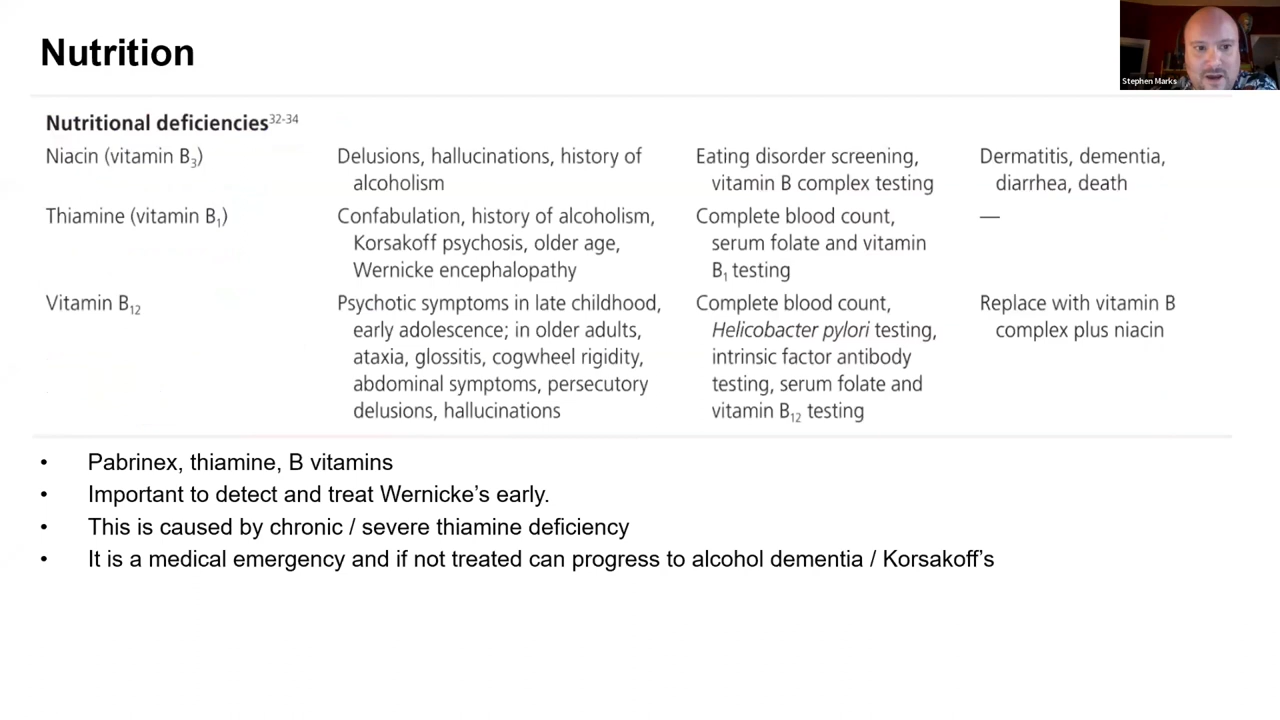 Nutrition
Stephen Marks
Nutritional deficiencies32-34
Niacin (vitamin B3)
Delusions, hallucinations, history of
alcoholism
Eating disorder screening,
vitamin B complex testing
Dermatitis, dementia,
diarrhea, death
Thiamine (vitamin B1)
Confabulation, history of alcoholism,
Korsakoff psychosis, older age,
Wernicke encephalopathy
Complete blood count,
serum folate and vitamin
B1 testing
—
Vitamin B12
Psychotic symptoms in late childhood,
early adolescence; in older adults,
ataxia, glossitis, cogwheel rigidity,
abdominal symptoms, persecutory
delusions, hallucinations
Complete blood count,
Helicobacter pylori testing,
intrinsic factor antibody
testing, serum folate and
vitamin B12 testing
Replace with vitamin B
complex plus niacin
• Pabrinex, thiamine, B vitamins
• Important to detect and treat Wernicke’s early.
• This is caused by chronic / severe thiamine deficiency
• It is a medical emergency and if not treated can progress to alcohol dementia / Korsakoff’s